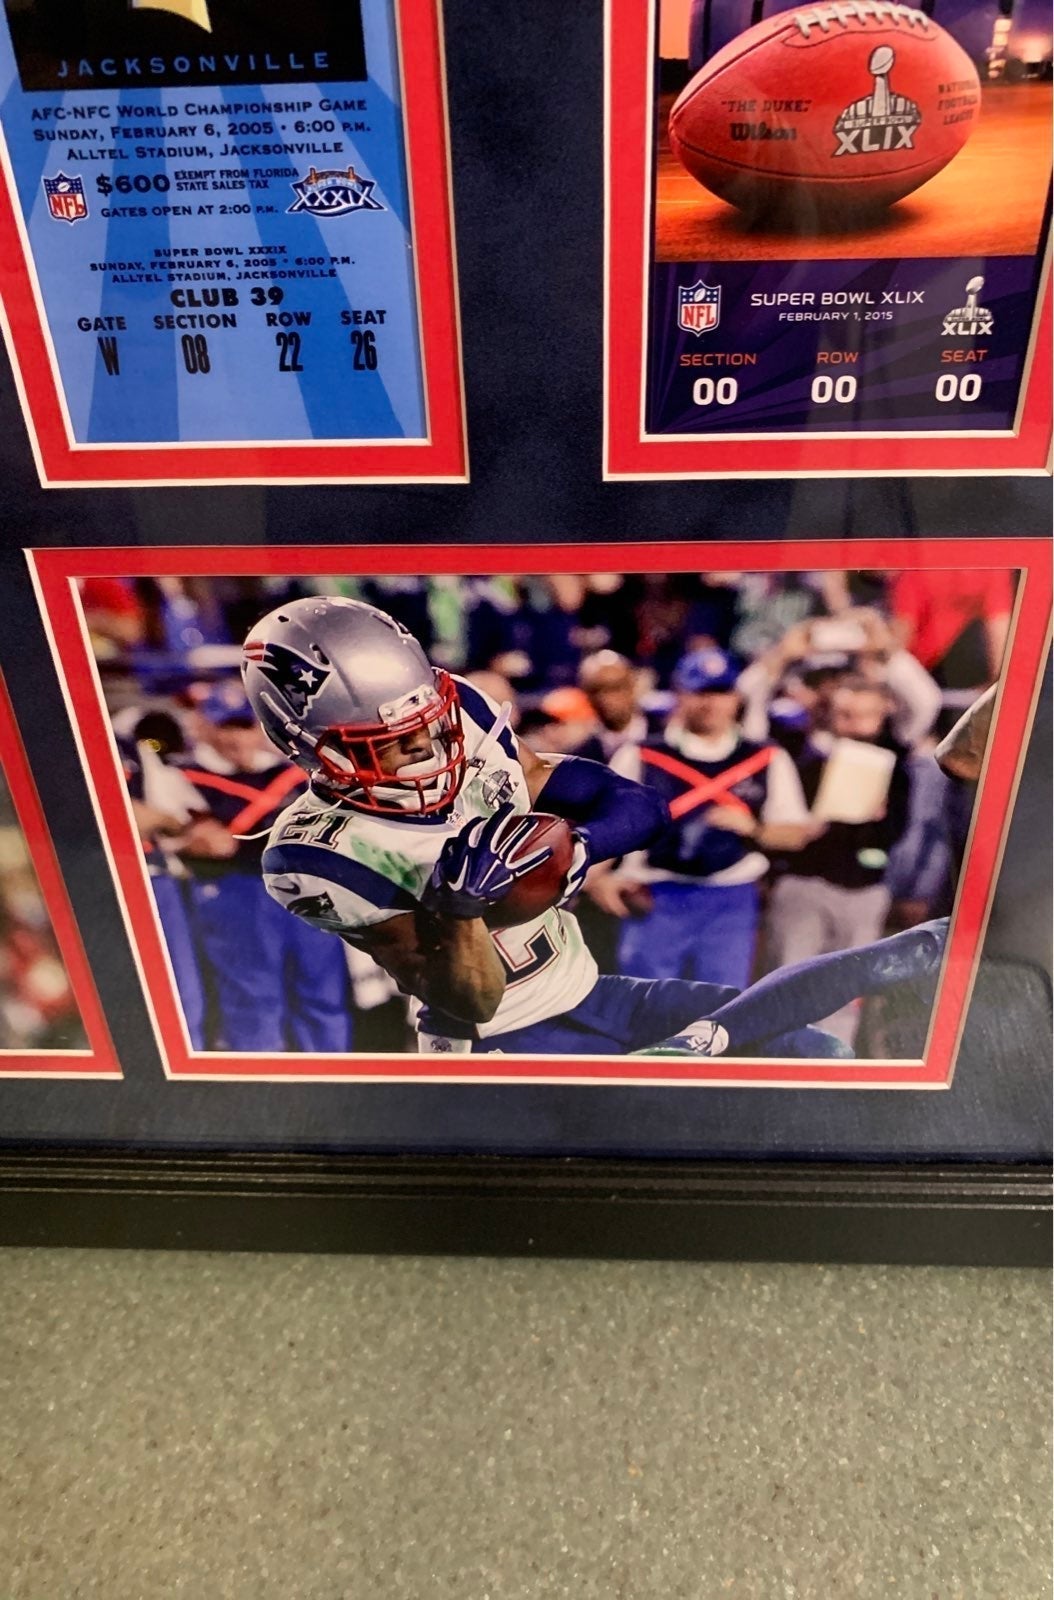 JACKSONVILLE
AFC-NFC WORLD CHAMPIONSHIP GAME
SUNDAY, FEBRUARY 6, 2005 • 6:00 P.M.
ALLTEL STADIUM, JACKSONVILLE
NFL
$600
EXEMPT FROM FLORIDA
STATE SALES TAX
XXXIX
GATES OPEN AT 2:00 P.M.
SUPER BOWL XXXIX
SUNDAY, FEBRUARY 6, 2005 • 6:00 P.M.
ALLTEL STADIUM, JACKSONVILLE
CLUB 39
GATE SECTION ROW SEAT
W 08 22 26
"THE DUKE"
Wilson
SUPER BOWL
XLIX
NATIONAL
FOOTBALL
LEAGUE
NFL
SUPER BOWL XLIX
FEBRUARY 1, 2015
XLIX
SECTION ROW SEAT
00 00 00
21